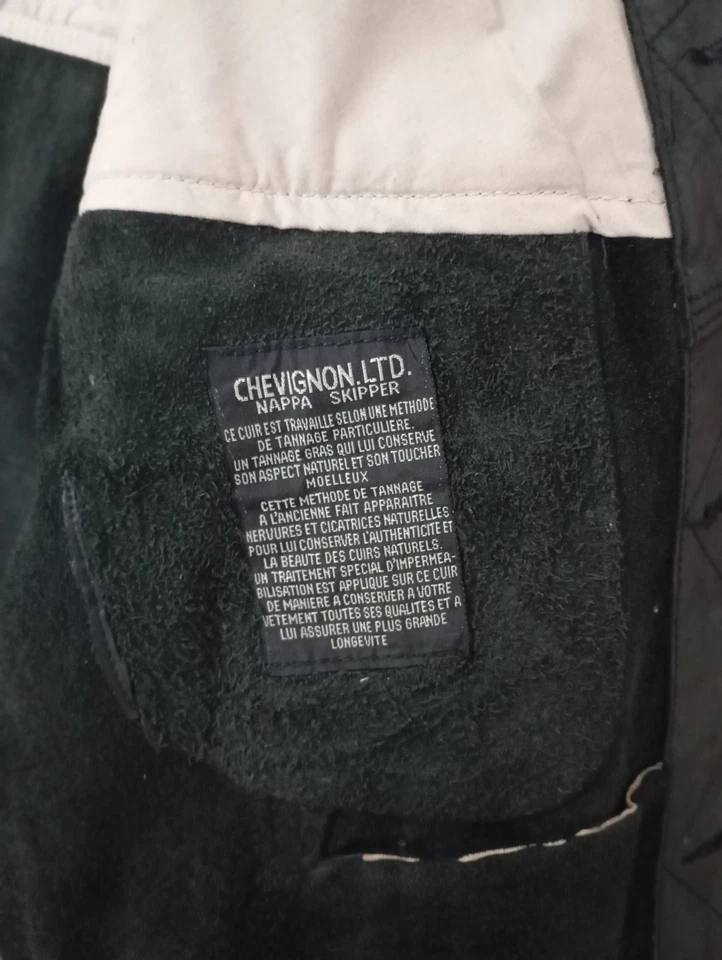 CHEVIGNON.LTD.
NAPPA SKIPPER
CE CUIR EST TRAVAILLE SELON UNE METHODE
DE TANNAGE PARTICULIERE.
UN TANNAGE GRAS QUI LUI CONSERVE
SON ASPECT NATUREL ET SON TOUCHER
MOELLEUX
CETTE METHODE DE TANNAGE
A L'ANCIENNE FAIT APPARAITRE
NERVURES ET CICATRICES NATURELLES
POUR LUI CONSERVER L'AUTHENTICITE ET
LA BEAUTE DES CUIRS NATURELS.
UN TRAITEMENT SPECIAL D'IMPERMEA-
BILISATION EST APPLIQUE SUR CE CUIR
DE MANIERE A CONSERVER A VOTRE
VETEMENT TOUTES SES QUALITES ET A
LUI ASSURER UNE PLUS GRANDE
LONGEVITE